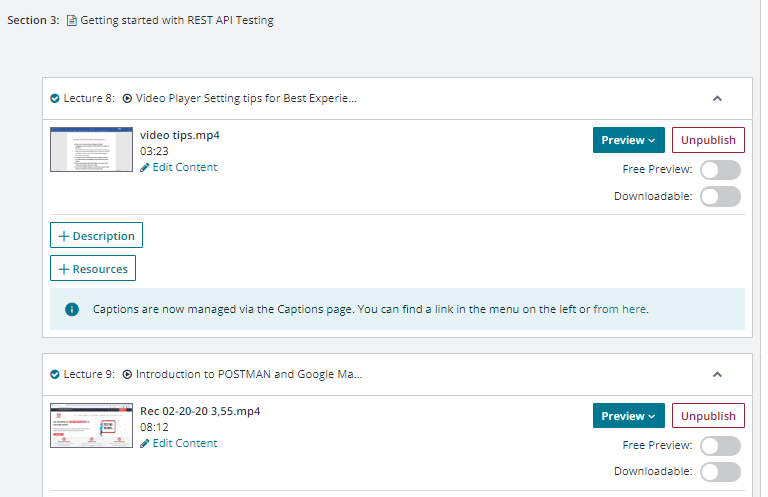 Section 3: Getting started with REST API Testing
Lecture 8: Video Player Setting tips for Best Experie...
video tips.mp4
03:23
Edit Content
Preview
Unpublish
Free Preview:
Downloadable:
+ Description
+ Resources
Captions are now managed via the Captions page. You can find a link in the menu on the left or from here.
Lecture 9: Introduction to POSTMAN and Google Ma...
Rec 02-20-20 3,55.mp4
08:12
Edit Content
Preview
Unpublish
Free Preview:
Downloadable: